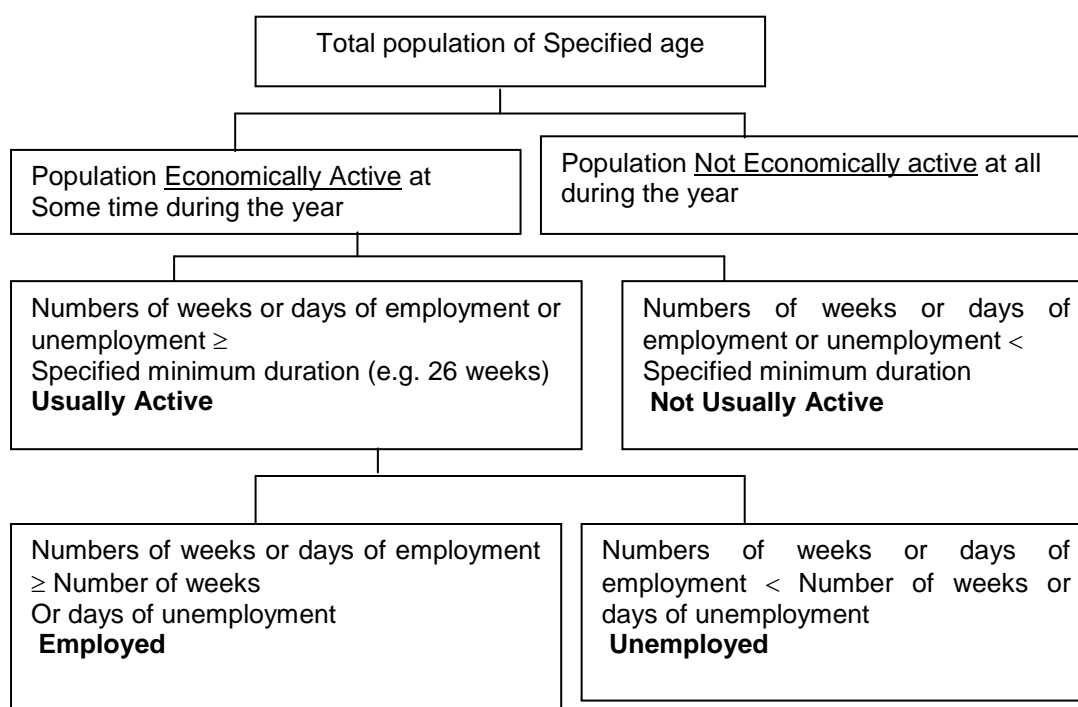 Total population of Specified age
Population Economically Active at
Some time during the year
Population Not Economically active at all
during the year
Numbers of weeks or days of employment or
unemployment ≥
Specified minimum duration (e.g. 26 weeks)
Usually Active
Numbers of weeks or days of
employment or unemployment <
Specified minimum duration
Not Usually Active
Numbers of weeks or days of employment
≥ Number of weeks
Or days of unemployment
Employed
Numbers of weeks or days of
employment < Number of weeks or
days of unemployment
Unemployed